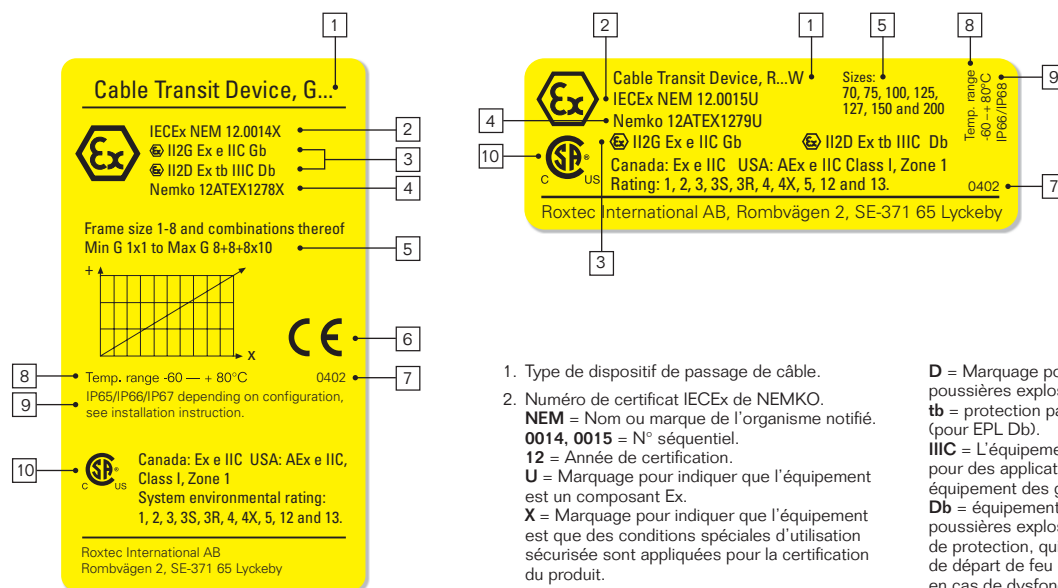 1
Cable Transit Device, G...
IECEx NEM 12.0014X
2
II2G Ex e IIC Gb
3
II2D Ex tb IIIC Db
Nemko 12ATEX1278X
4
Ex
Frame size 1-8 and combinations thereof
Min G 1x1 to Max G 8+8+8x10
5
+
X
CE
6
8
Temp. range -60 — + 80°C
0402
7
9
IP65/IP66/IP67 depending on configuration,
see installation instruction.
10
SA
C US
Canada: Ex e IIC USA: AEx e IIC,
Class I, Zone 1
System environmental rating:
1, 2, 3, 3S, 3R, 4, 4X, 5, 12 and 13.
Roxtec International AB
Rombvägen 2, SE-371 65 Lyckeby
2
1
5
8
9
Ex
Cable Transit Device, R...W
IECEx NEM 12.0015U
4
Nemko 12ATEX1279U
Sizes:
70, 75, 100, 125,
127, 150 and 200
Temp. range
-60 –+ 80°C
IP66/IP68
10
SA
C US
II2G Ex e IIC Gb
II2D Ex tb IIIC Db
Canada: Ex e IIC USA: AEx e IIC Class I, Zone 1
Rating: 1, 2, 3, 3S, 3R, 4, 4X, 5, 12 and 13.
0402
7
Roxtec International AB, Rombvägen 2, SE-371 65 Lyckeby
3
1. Type de dispositif de passage de câble.
2. Numéro de certificat IECEx de NEMKO.
NEM = Nom ou marque de l'organisme notifié.
0014, 0015 = N° séquentiel.
12 = Année de certification.
U = Marquage pour indiquer que l'équipement
est un composant Ex.
X = Marquage pour indiquer que l'équipement
est que des conditions spéciales d'utilisation
sécurisée sont appliquées pour la certification
du produit.
D = Marquage po
poussières explos
tb = protection pa
(pour EPL Db).
IIIC = L'équipeme
pour des applicat
équipement des g
Db = équipement
poussières explos
de protection, qui
de départ de feu
en cas de dysfon